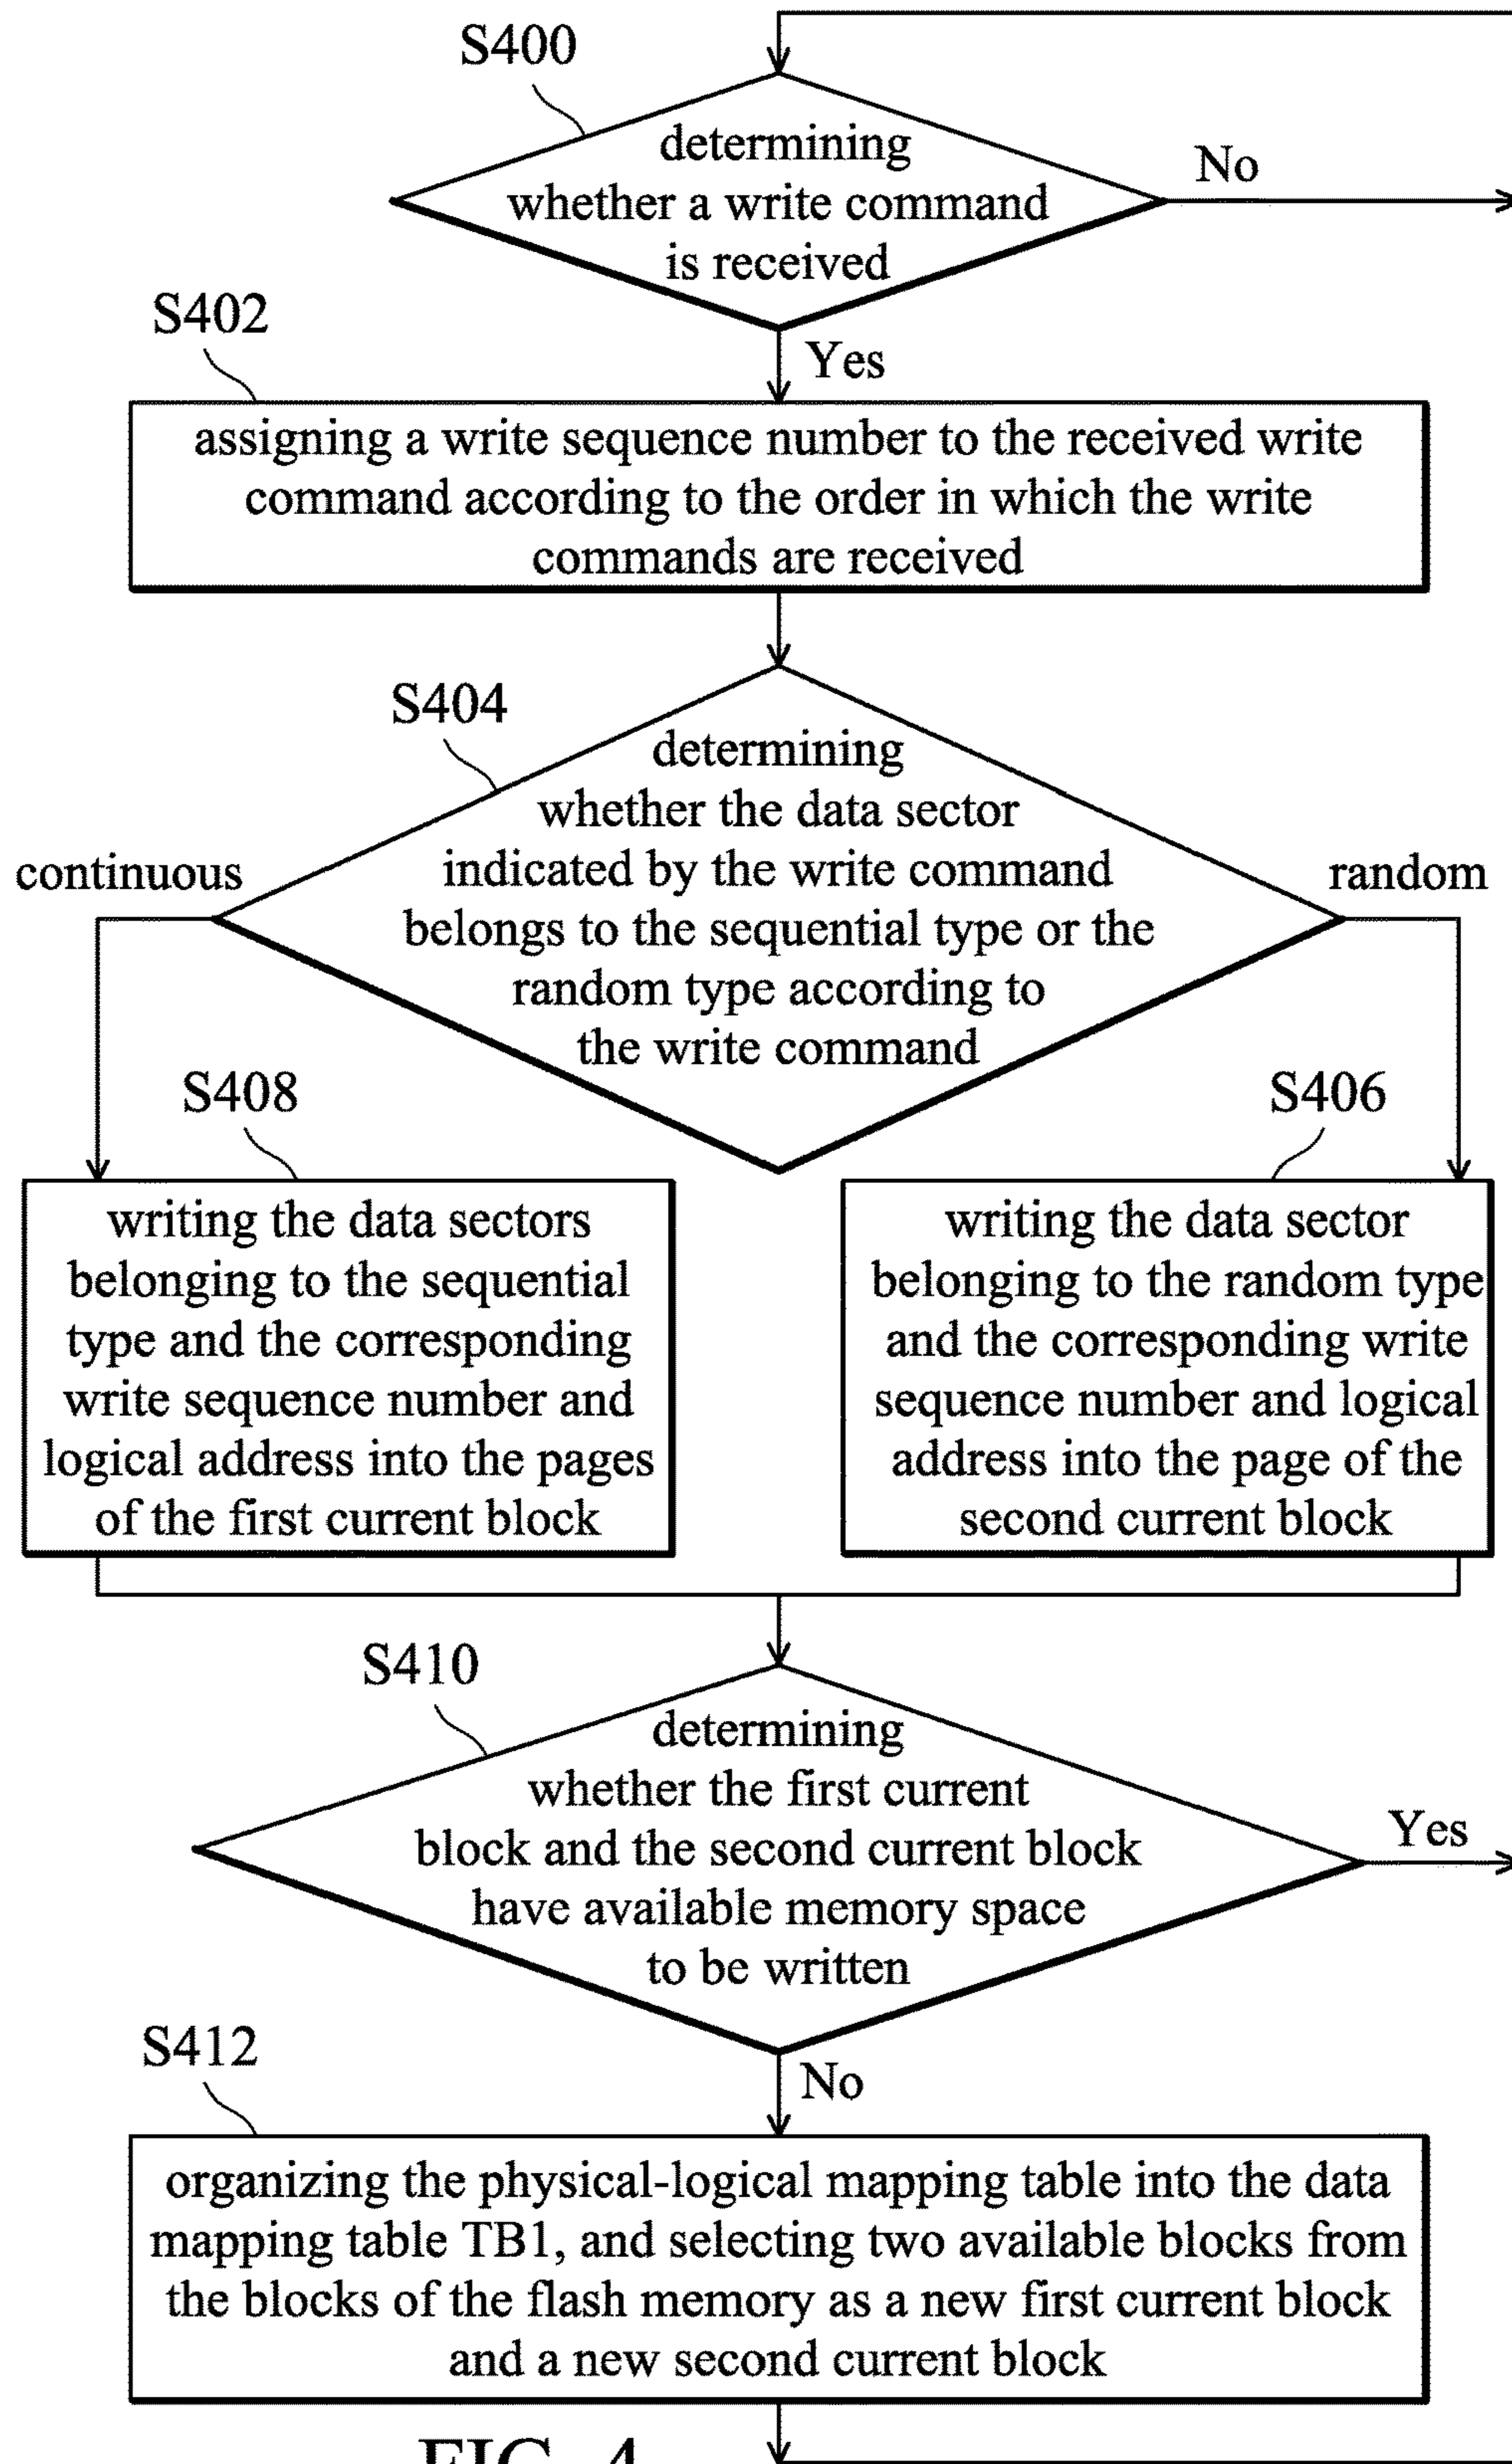 S400
determining
whether a write command
is received
No
S402
Yes
assigning a write sequence number to the received write
command according to the order in which the write
commands are received
S404
determining
whether the data sector
indicated by the write command
belongs to the sequential type or the
random type according to
the write command
continuous
random
S408
writing the data sectors
belonging to the sequential
type and the corresponding
write sequence number and
logical address into the pages
of the first current block
S406
writing the data sector
belonging to the random type
and the corresponding write
sequence number and logical
address into the page of the
second current block
S410
determining
whether the first current
block and the second current block
have available memory space
to be written
Yes
S412
No
organizing the physical-logical mapping table into the data
mapping table TB1, and selecting two available blocks from
the blocks of the flash memory as a new first current block
and a new second current block
FIG. 4